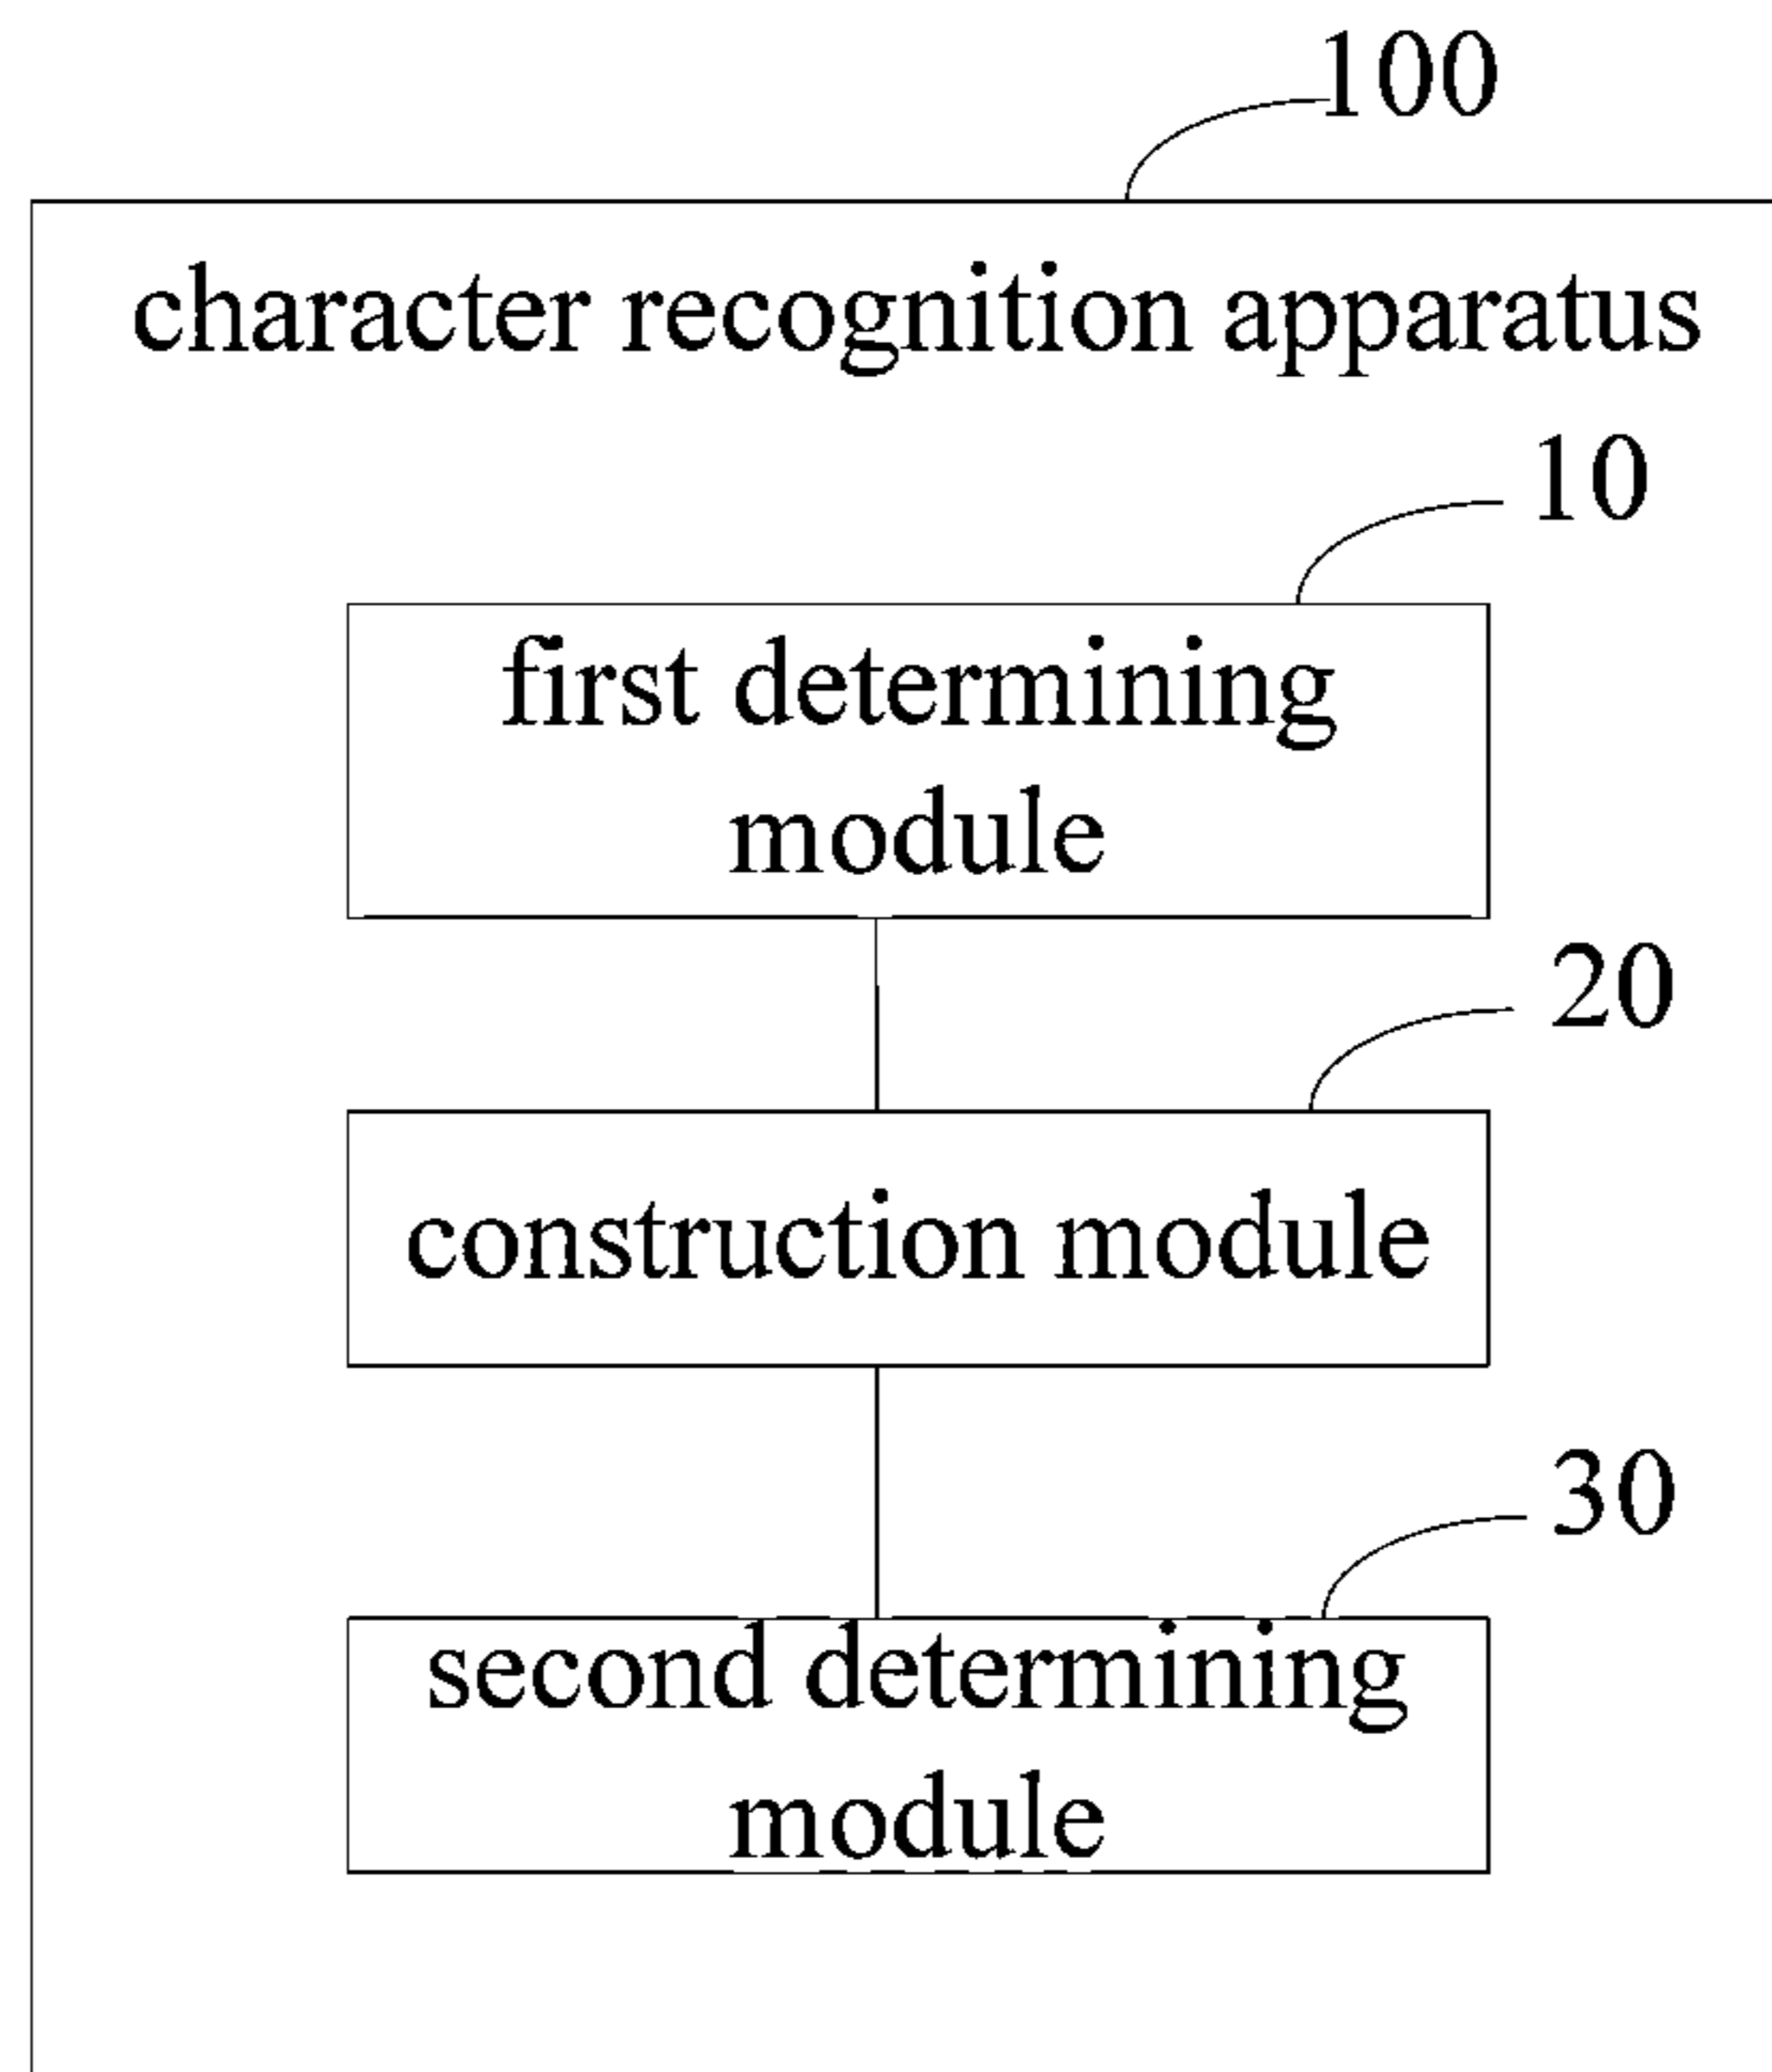 100
character recognition apparatus
10
first determining
module
20
construction module
30
second determining
module